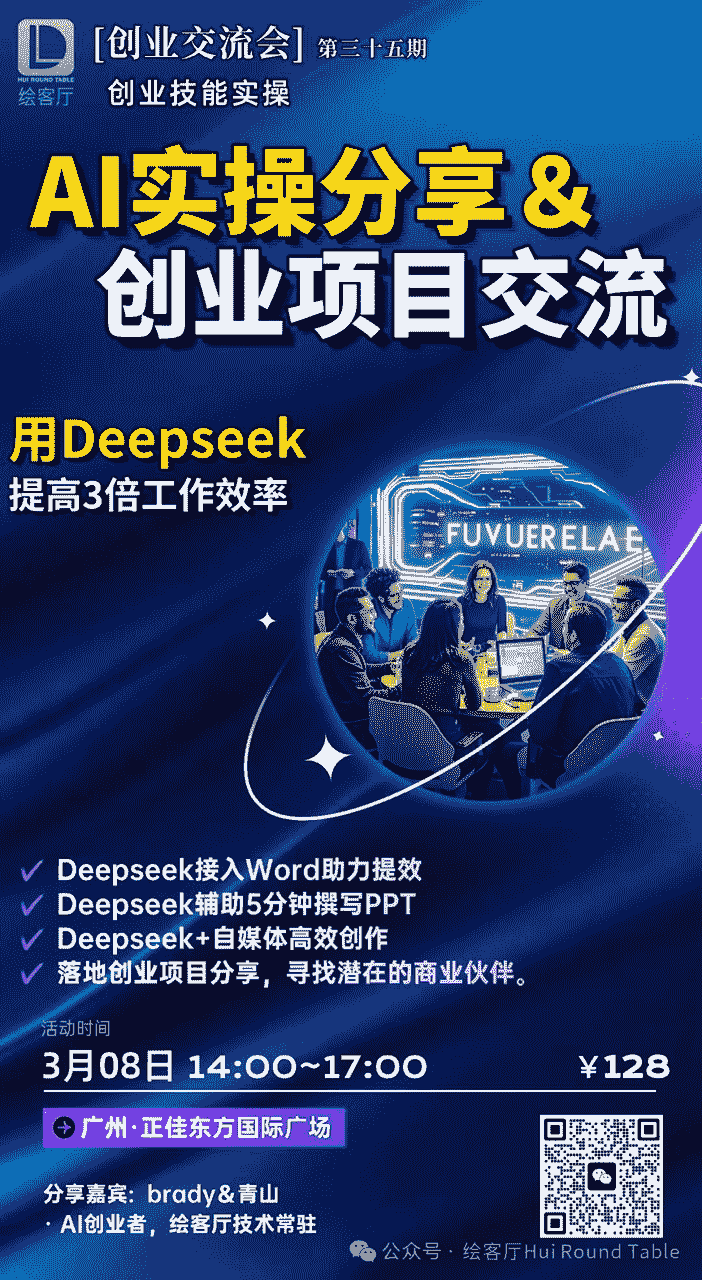 [创业交流会] 第三十五期
HUI ROUND TABLE
绘客厅
创业技能实操
AI实操分享&
创业项目交流
用Deepseek
提高3倍工作效率
FUVUERELAE
Deepseek接入Word助力提效
Deepseek辅助5分钟撰写PPT
Deepseek+自媒体高效创作
落地创业项目分享，寻找潜在的商业伙伴。
活动时间
3月08日 14:00~17:00
¥128
广州·正佳东方国际广场
分享嘉宾: brady&青山
· AI创业者，绘客厅技术常驻
公众号 · 绘客厅Hui Round Table